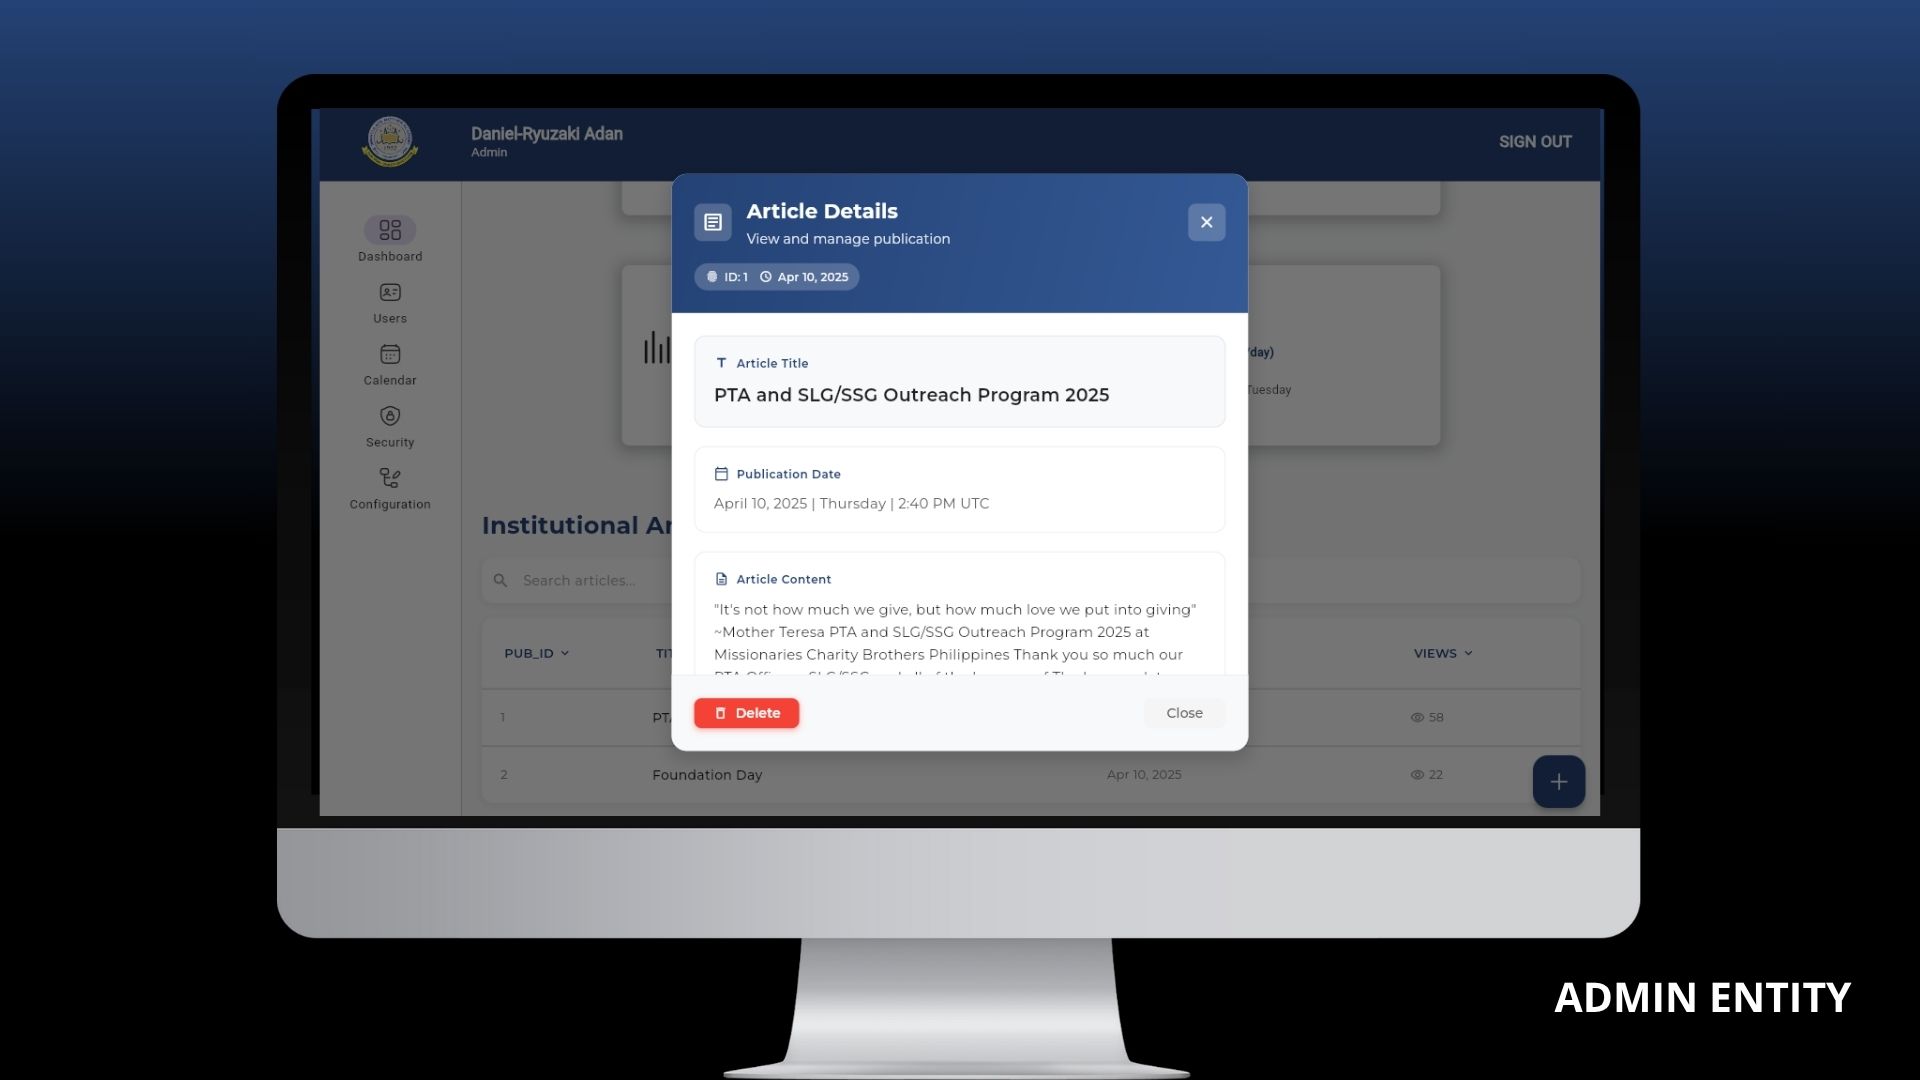 Daniel-Ryuzaki Adan
Admin
SIGN OUT
Dashboard
Users
Calendar
Security
Configuration
Article Details
View and manage publication
ID: 1 Apr 10, 2025
Article Title
PTA and SLG/SSG Outreach Program 2025
Publication Date
April 10, 2025 | Thursday | 2:40 PM UTC
Article Content
"It's not how much we give, but how much love we put into giving"
~Mother Teresa PTA and SLG/SSG Outreach Program 2025 at
Missionaries Charity Brothers Philippines Thank you so much our
Delete
Close
/day)
Tuesday
Institutional
Search articles...
PUB_ID
VIEWS
1
58
2 Foundation Day Apr 10, 2025 22
ADMIN ENTITY